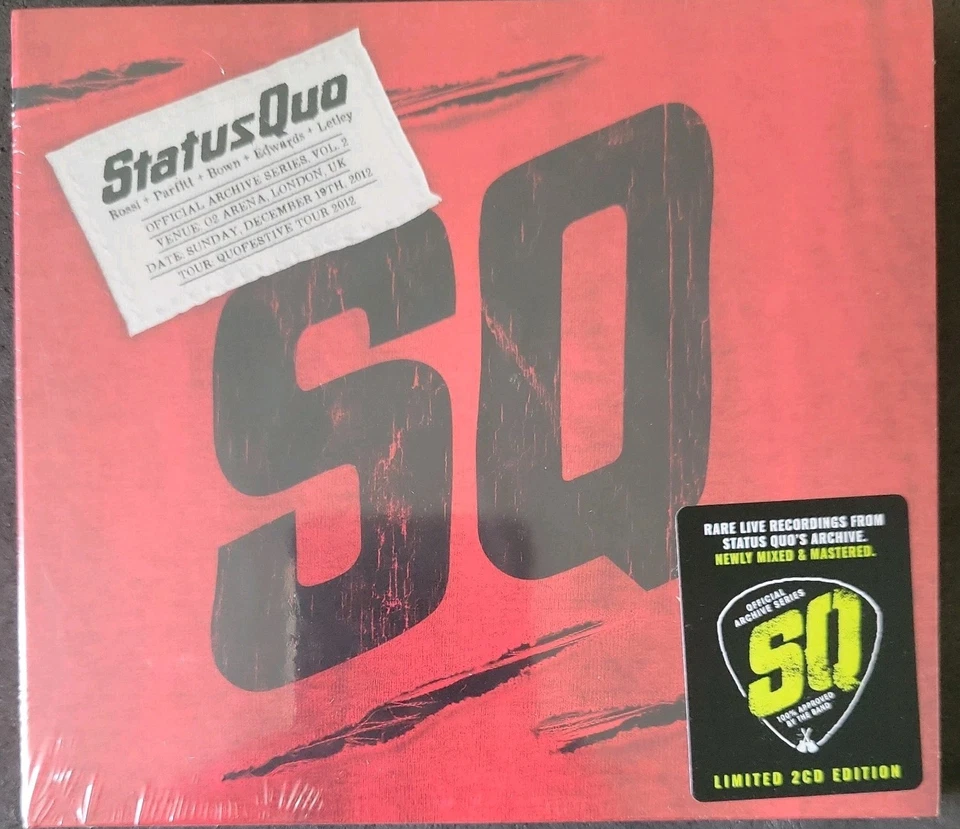 StatusQuo
Rossi + Parfitt + Bown + Edwards + Letley
OFFICIAL ARCHIVE SERIES, VOL. 2
VENUE: O2 ARENA, LONDON, UK
DATE: SUNDAY, DECEMBER 19TH, 2012
TOUR: QUOFESTIVE TOUR 2012
SQ
RARE LIVE RECORDINGS FROM
STATUS QUO'S ARCHIVE.
NEWLY MIXED & MASTERED.
OFFICIAL
ARCHIVE SERIES
SQ
100% APPROVED
BY THE BAND
LIMITED 2CD EDITION